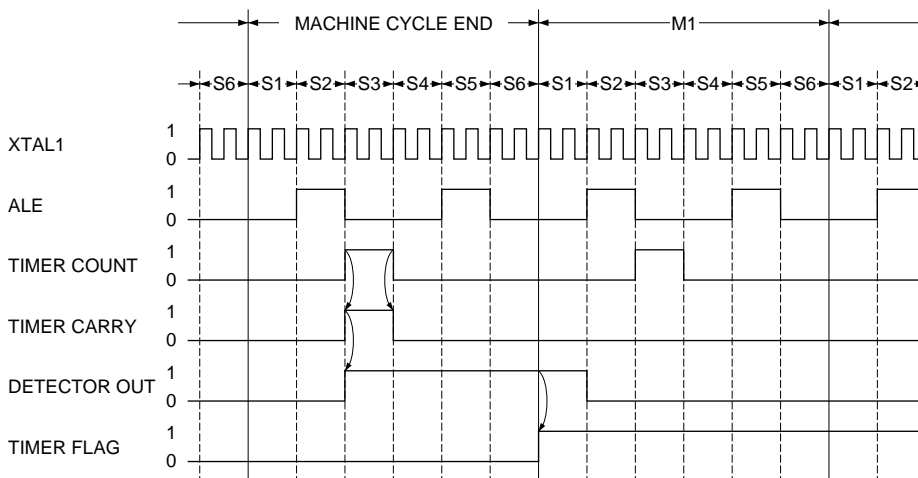 MACHINE CYCLE END M1
S6 S1 S2 S3 S4 S5 S6 S1 S2 S3 S4 S5 S6 S1 S2
XTAL1 1
0
ALE 1
0
TIMER COUNT 1
0
TIMER CARRY 1
0
DETECTOR OUT 1
0
TIMER FLAG 1
0